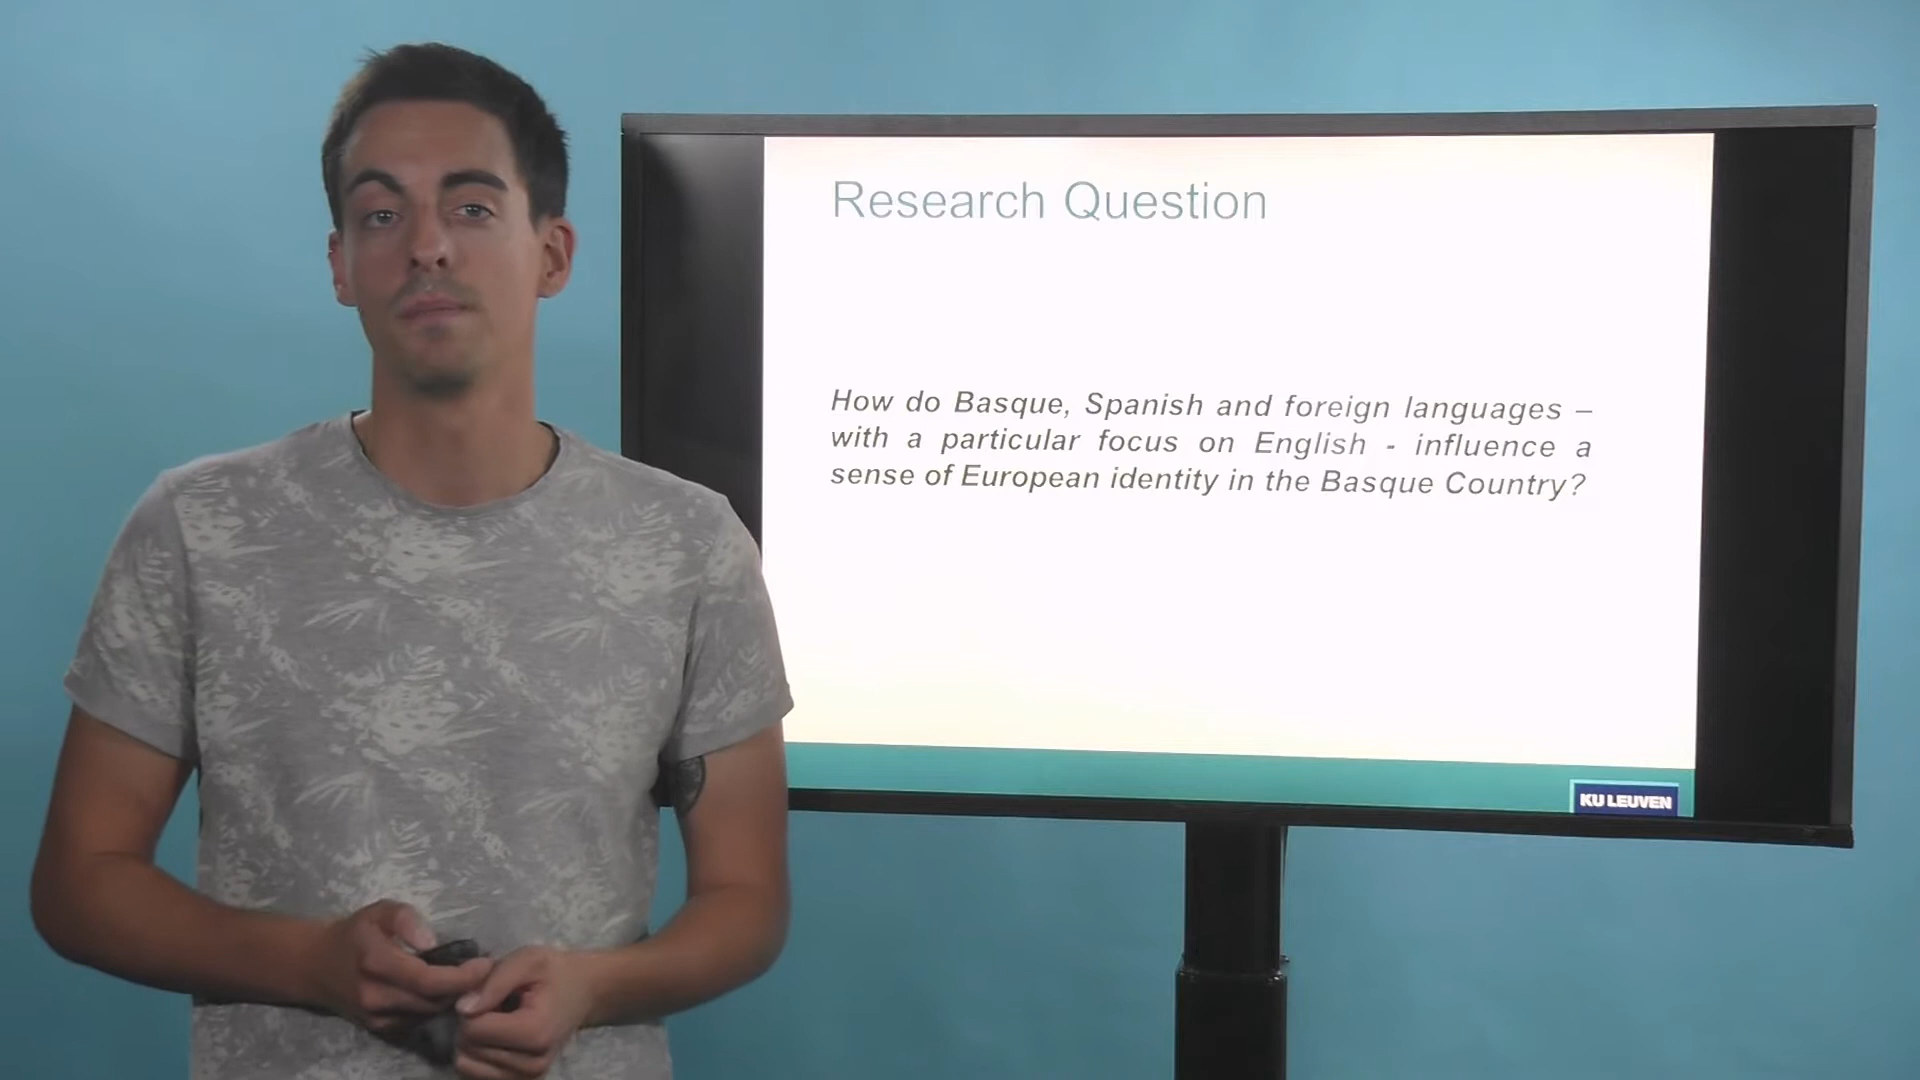 Research Question
How do Basque, Spanish and foreign languages –
with a particular focus on English - influence a
sense of European identity in the Basque Country?
KU LEUVEN